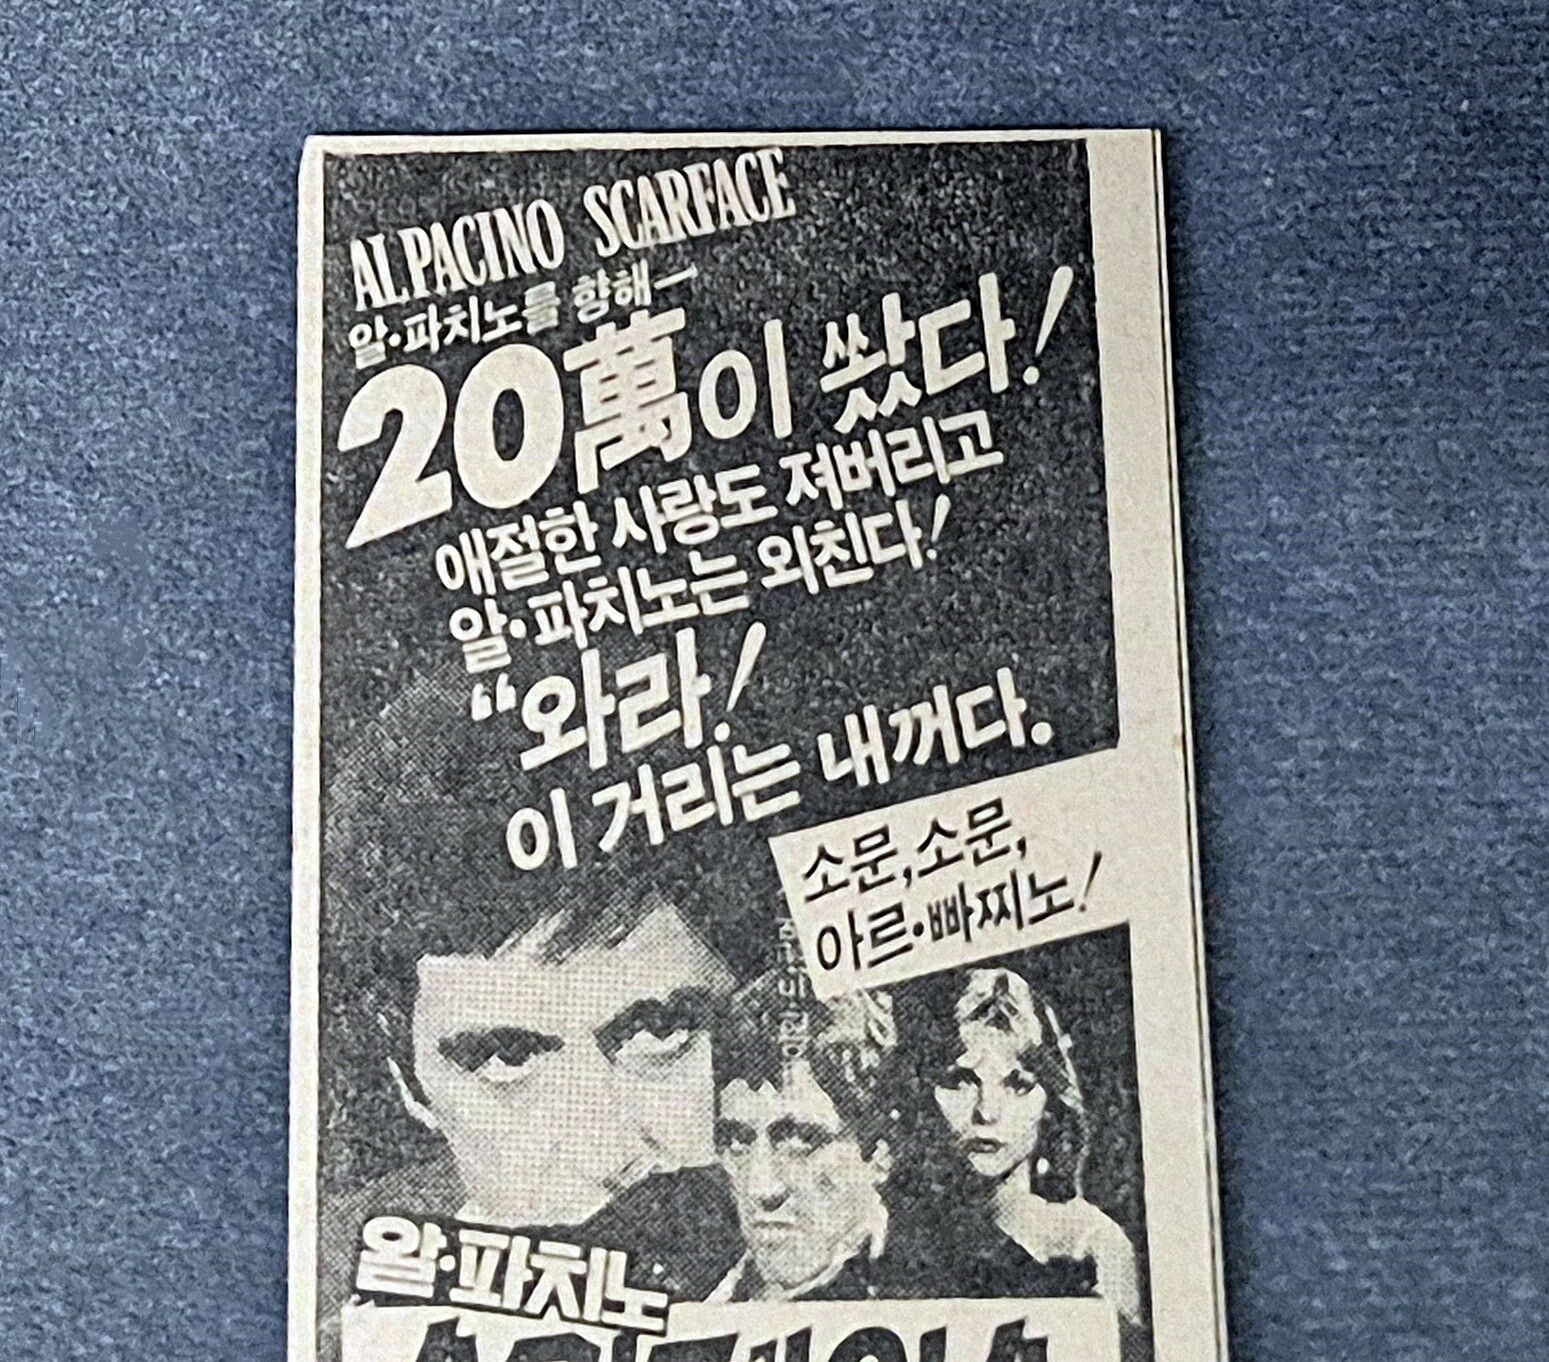 AL PACINO SCARFACE
알·파치노를 향해—
20萬이 쐈다!
애절한 사랑도 져버리고
알·파치노는 외친다!
“와라!
이 거리는 내꺼다.
소문, 소문,
아르·빠찌노!
알·파치노